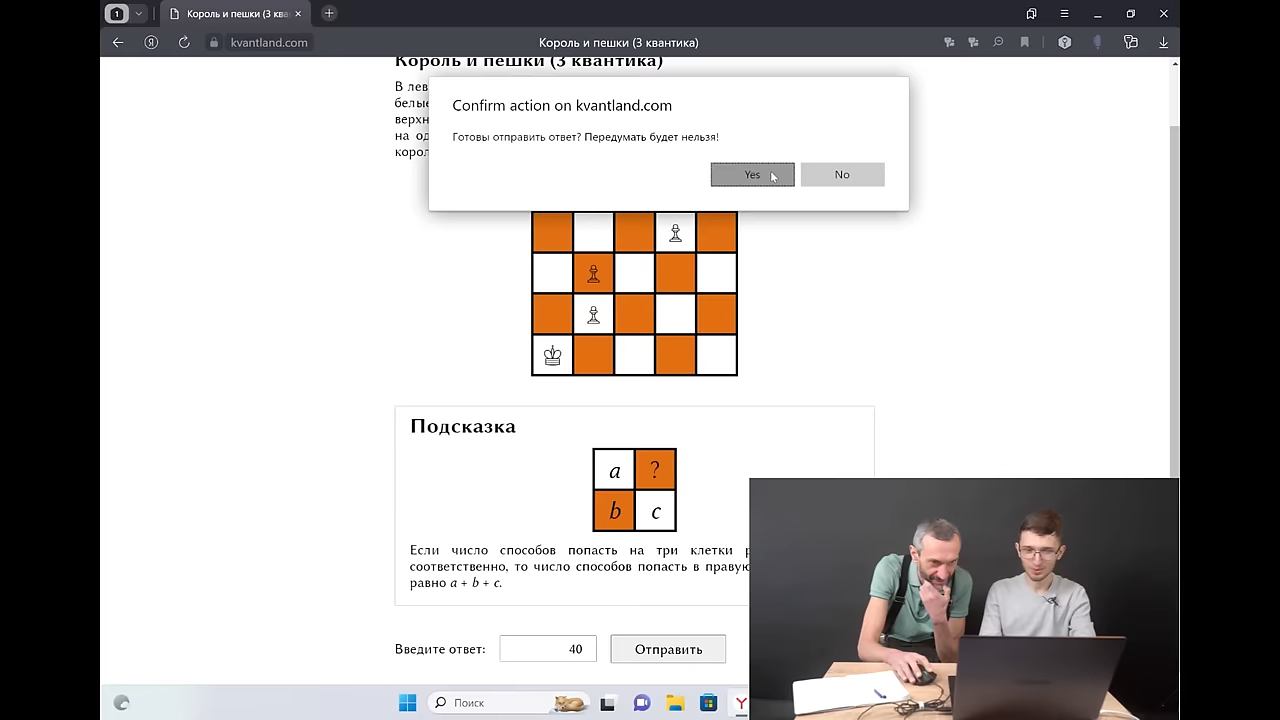 1
Король и пешки (3 ква
kvantland.com
Король и пешки (3 квантика)
Король и пешки (3 квантика)
В лев
белые
верхн
на од
корол
Confirm action on kvantland.com
Готовы отправить ответ? Передумать будет нельзя!
Yes
No
Подсказка
a ?
b c
Если число способов попасть на три клетки р
соответственно, то число способов попасть в правую
равно a + b + c.
Введите ответ: 40 Отправить
Поиск